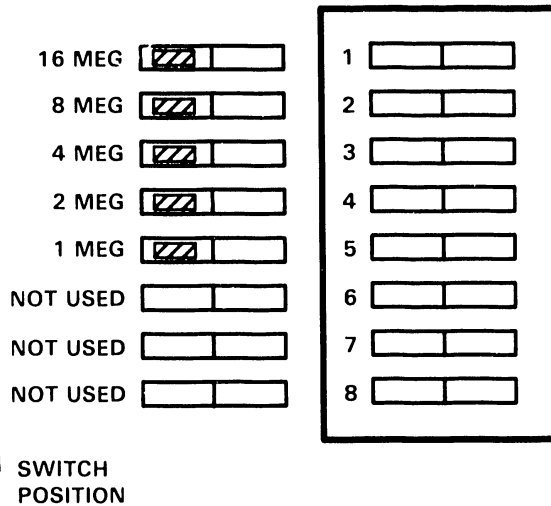 16 MEG 1
8 MEG 2
4 MEG 3
2 MEG 4
1 MEG 5
NOT USED 6
NOT USED 7
NOT USED 8
SWITCH
POSITION